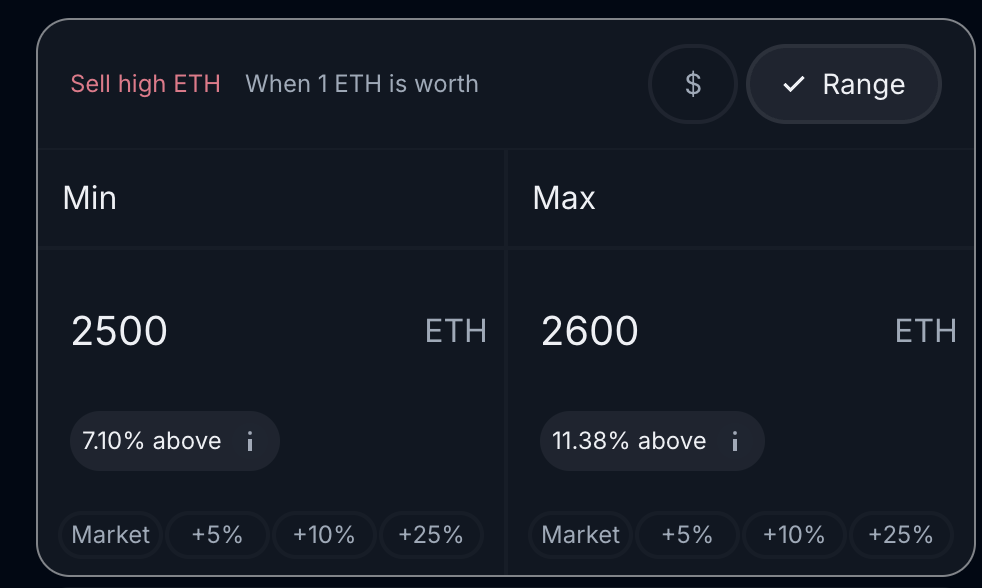 Sell high ETH When 1 ETH is worth $ ✓ Range
Min Max
2500 ETH 2600 ETH
7.10% above i 11.38% above i
Market +5% +10% +25% Market +5% +10% +25%